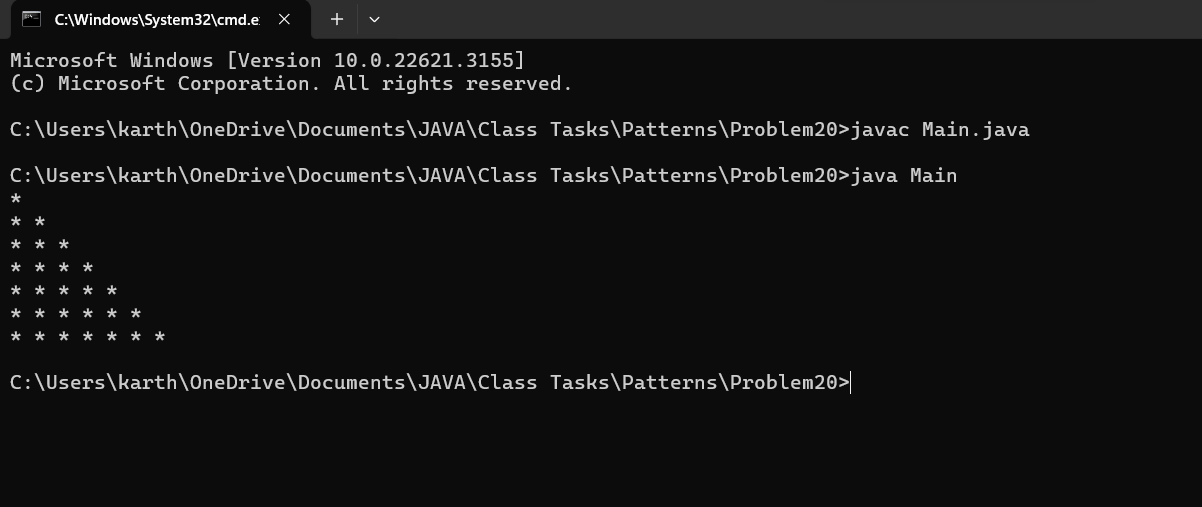 C:\Windows\System32\cmd.e
Microsoft Windows [Version 10.0.22621.3155]
(c) Microsoft Corporation. All rights reserved.
C:\Users\karth\OneDrive\Documents\JAVA\Class Tasks\Patterns\Problem20>javac Main.java
C:\Users\karth\OneDrive\Documents\JAVA\Class Tasks\Patterns\Problem20>java Main
*
* *
* * *
* * * *
* * * * *
* * * * * *
* * * * * * *
C:\Users\karth\OneDrive\Documents\JAVA\Class Tasks\Patterns\Problem20>